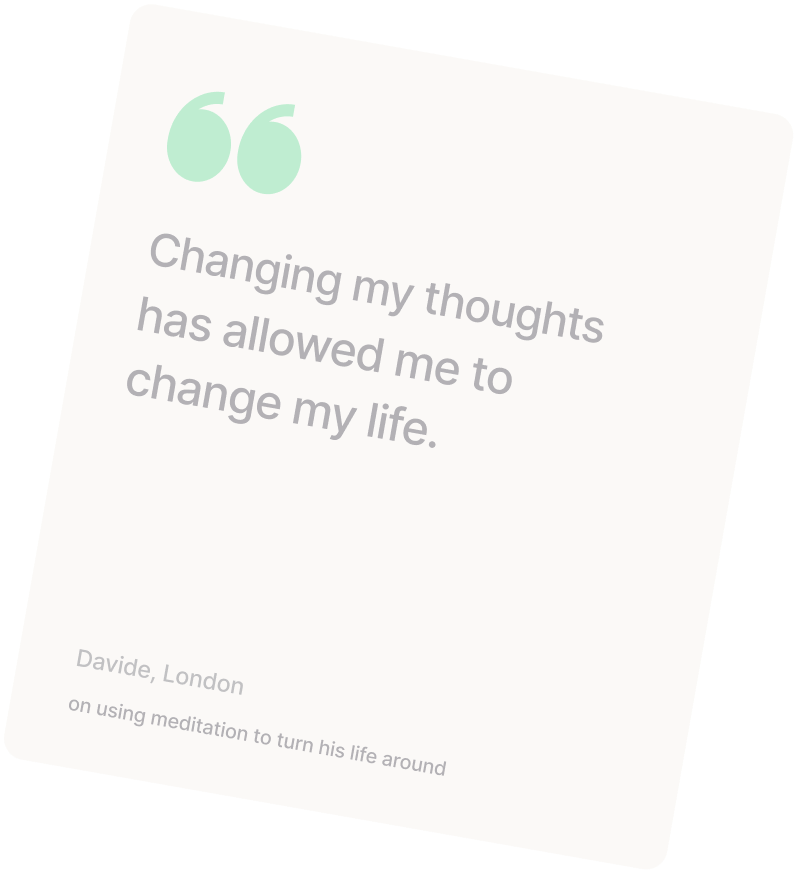 “
Changing my thoughts
has allowed me to
change my life.
Davide, London
on using meditation to turn his life around